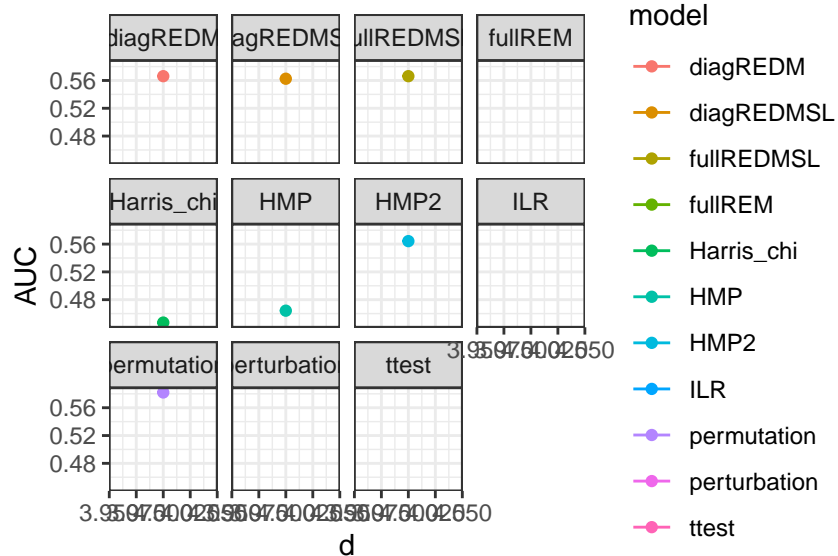 diagREDM agREDMS ullREDMS fullREM
0.56
0.52
0.48
Harris_chi HMP HMP2 ILR
0.56
0.52
0.48
permutation perturbation ttest
0.56
0.52
0.48
AUC
d
model
diagREDM
diagREDMSL
fullREDMSL
fullREM
Harris_chi
HMP
HMP2
ILR
permutation
perturbation
ttest